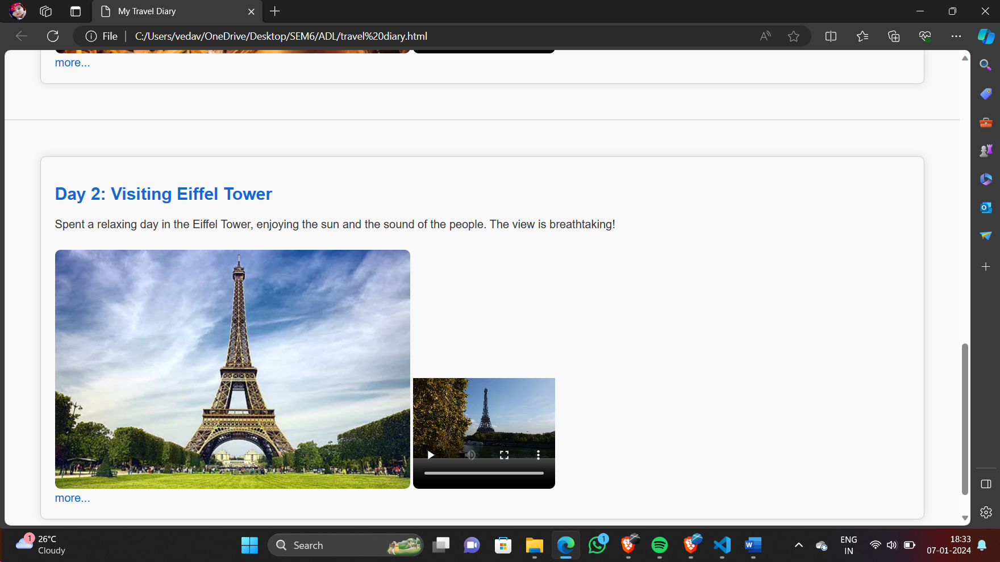 My Travel Diary
File
C:/Users/vedav/OneDrive/Desktop/SEM6/ADL/travel%20diary.html
more...
Day 2: Visiting Eiffel Tower
Spent a relaxing day in the Eiffel Tower, enjoying the sun and the sound of the people. The view is breathtaking!
more...
1
26°C
Cloudy
Search
1
ENG
IN
18:33
07-01-2024